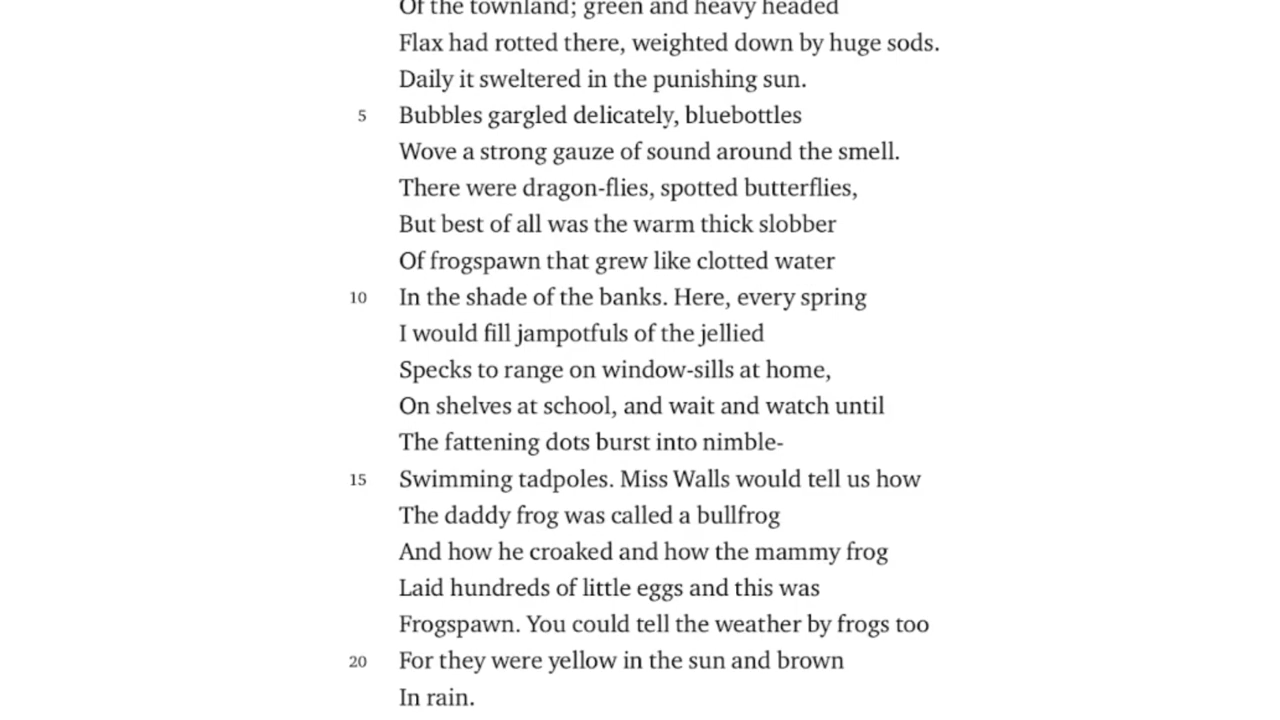 Of the townland; green and heavy headed
Flax had rotted there, weighted down by huge sods.
Daily it sweltered in the punishing sun.
5 Bubbles gargled delicately, bluebottles
Wove a strong gauze of sound around the smell.
There were dragon-flies, spotted butterflies,
But best of all was the warm thick slobber
Of frogspawn that grew like clotted water
10 In the shade of the banks. Here, every spring
I would fill jampotfuls of the jellied
Specks to range on window-sills at home,
On shelves at school, and wait and watch until
The fattening dots burst into nimble-
15 Swimming tadpoles. Miss Walls would tell us how
The daddy frog was called a bullfrog
And how he croaked and how the mammy frog
Laid hundreds of little eggs and this was
Frogspawn. You could tell the weather by frogs too
20 For they were yellow in the sun and brown
In rain.